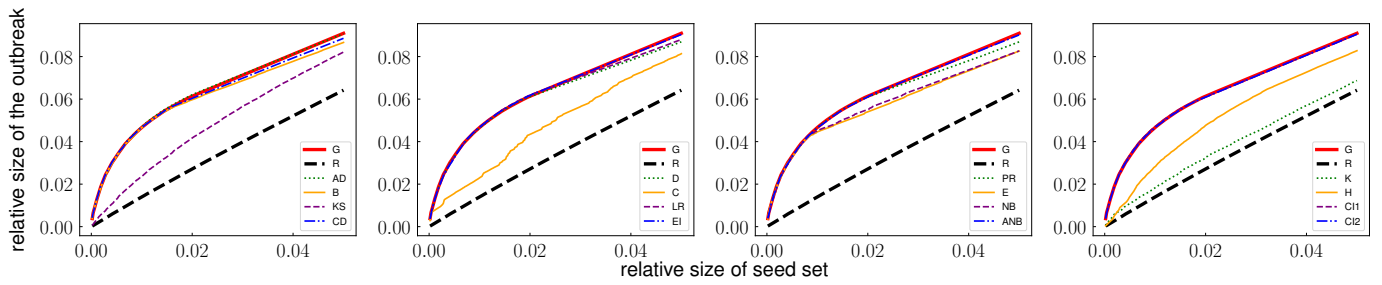 relative size of the outbreak
0.08
0.06
0.04
0.02
0.00
0.00
0.02
0.04
G
R
AD
B
KS
CD
0.08
0.06
0.04
0.02
0.00
0.00
0.02
0.04
G
R
D
C
LR
EI
0.08
0.06
0.04
0.02
0.00
0.00
0.02
0.04
G
R
PR
E
NB
ANB
0.08
0.06
0.04
0.02
0.00
0.00
0.02
0.04
G
R
K
H
CI1
CI2
relative size of seed set